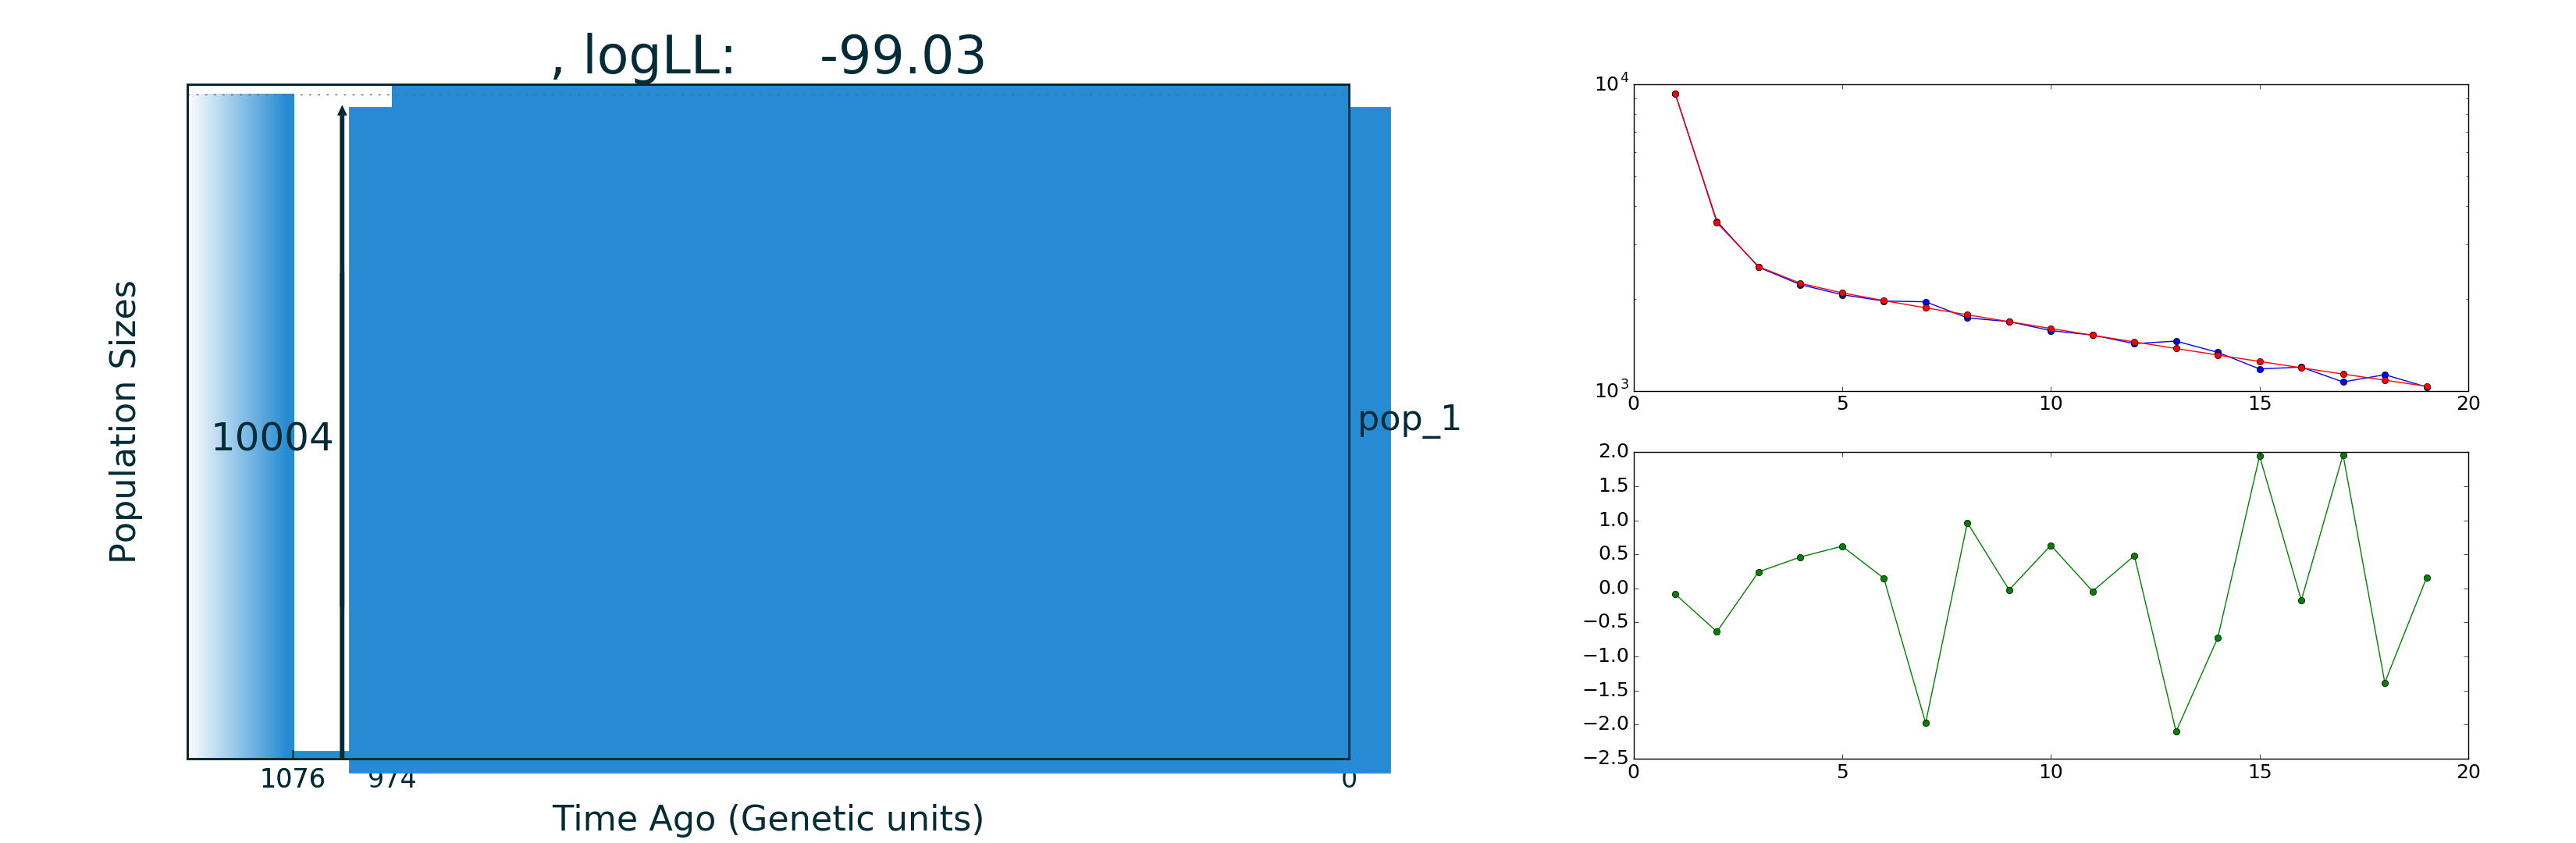 , logLL: -99.03
Population Sizes
10004
pop_1
1076 974 0
Time Ago (Genetic units)
10^4
10^3
0 5 10 15 20
2.0
1.5
1.0
0.5
0.0
−0.5
−1.0
−1.5
−2.0
−2.5
0 5 10 15 20